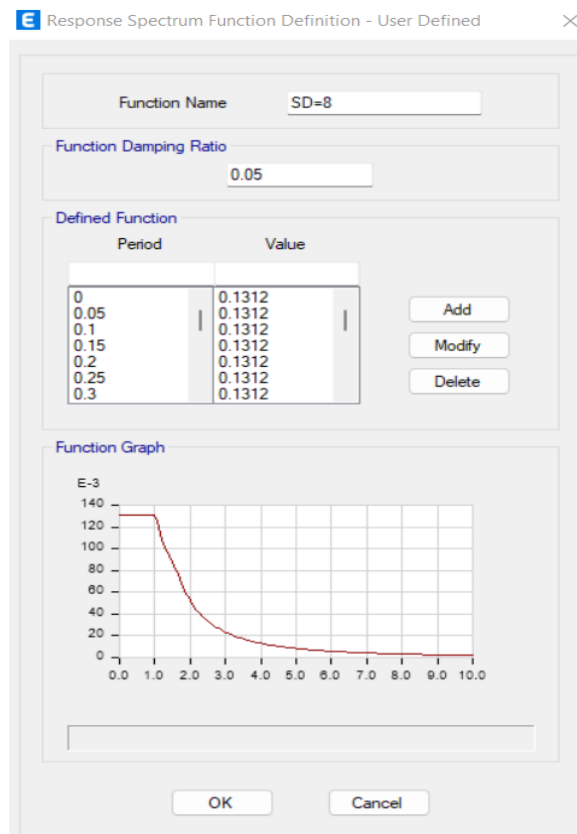 E Response Spectrum Function Definition - User Defined
Function Name SD=8
Function Damping Ratio
0.05
Defined Function
Period Value
0 0.1312
0.05 0.1312
0.1 0.1312
0.15 0.1312
0.2 0.1312
0.25 0.1312
0.3 0.1312
Add
Modify
Delete
Function Graph
E-3
140
120
100
80
60
40
20
0
0.0 1.0 2.0 3.0 4.0 5.0 6.0 7.0 8.0 9.0 10.0
OK Cancel